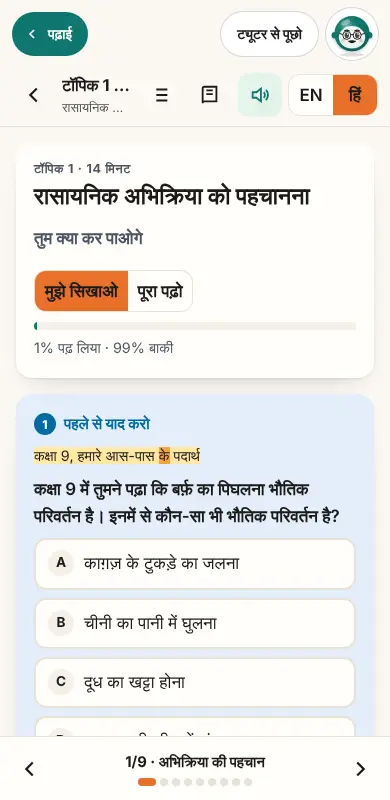 पढ़ाई
ट्यूटर से पूछो
टॉपिक 1 ...
रासायनिक ...
EN
हिं
टॉपिक 1 · 14 मिनट
रासायनिक अभिक्रिया को पहचानना
तुम क्या कर पाओगे
मुझे सिखाओ
पूरा पढ़ो
1% पढ़ लिया · 99% बाकी
1 पहले से याद करो
कक्षा 9, हमारे आस-पास के पदार्थ
कक्षा 9 में तुमने पढ़ा कि बर्फ़ का पिघलना भौतिक
परिवर्तन है। इनमें से कौन-सा भी भौतिक परिवर्तन है?
A काग़ज़ के टुकड़े का जलना
B चीनी का पानी में घुलना
C दूध का खट्टा होना
1/9 · अभिक्रिया की पहचान